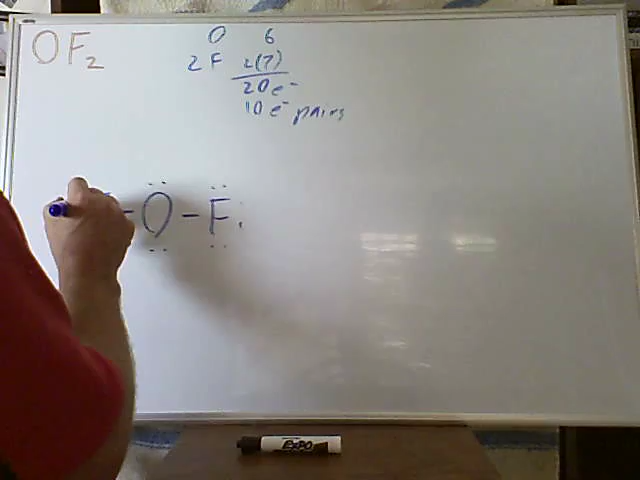 OF₂
O 6
2 F 2(7)
20 e⁻
10 e⁻ pairs
-O-F:
EXPO